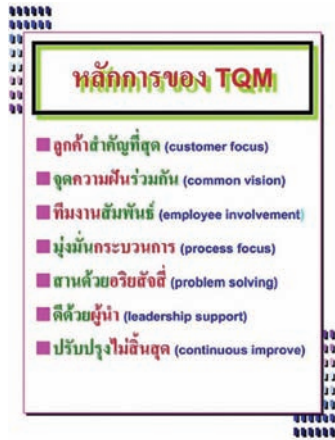 หลักการของ TQM
ลูกค้าสำคัญที่สุด (customer focus)
จุดความฝันร่วมกัน (common vision)
ทีมงานสัมพันธ์ (employee involvement)
มุ่งมั่นกระบวนการ (process focus)
สานด้วยอริยสัจสี่ (problem solving)
ดีด้วยผู้นำ (leadership support)
ปรับปรุงไม่สิ้นสุด (continuous improve)